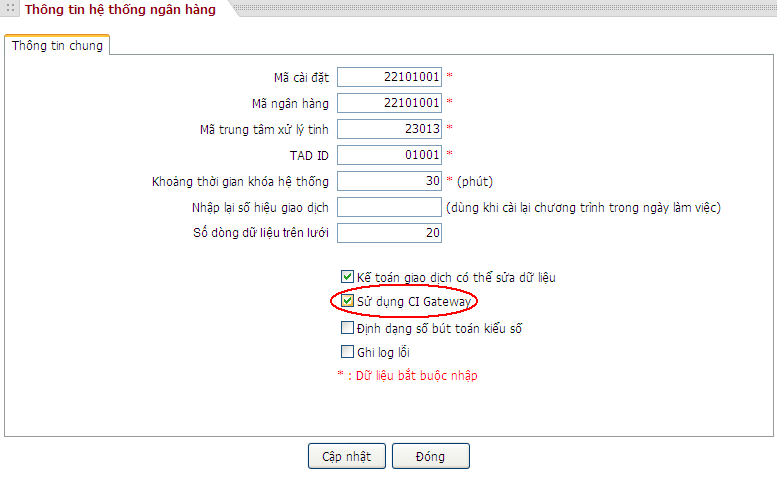 Thông tin hệ thống ngân hàng
Thông tin chung
Mã cài đặt 22101001 *
Mã ngân hàng 22101001 *
Mã trung tâm xử lý tỉnh 23013 *
TAD ID 01001 *
Khoảng thời gian khóa hệ thống 30 * (phút)
Nhập lại số hiệu giao dịch (dùng khi cài lại chương trình trong ngày làm việc)
Số dòng dữ liệu trên lưới 20
Kế toán giao dịch có thể sửa dữ liệu
Sử dụng CI Gateway
Định dạng số bút toán kiểu số
Ghi log lỗi
* : Dữ liệu bắt buộc nhập
Cập nhật Đóng